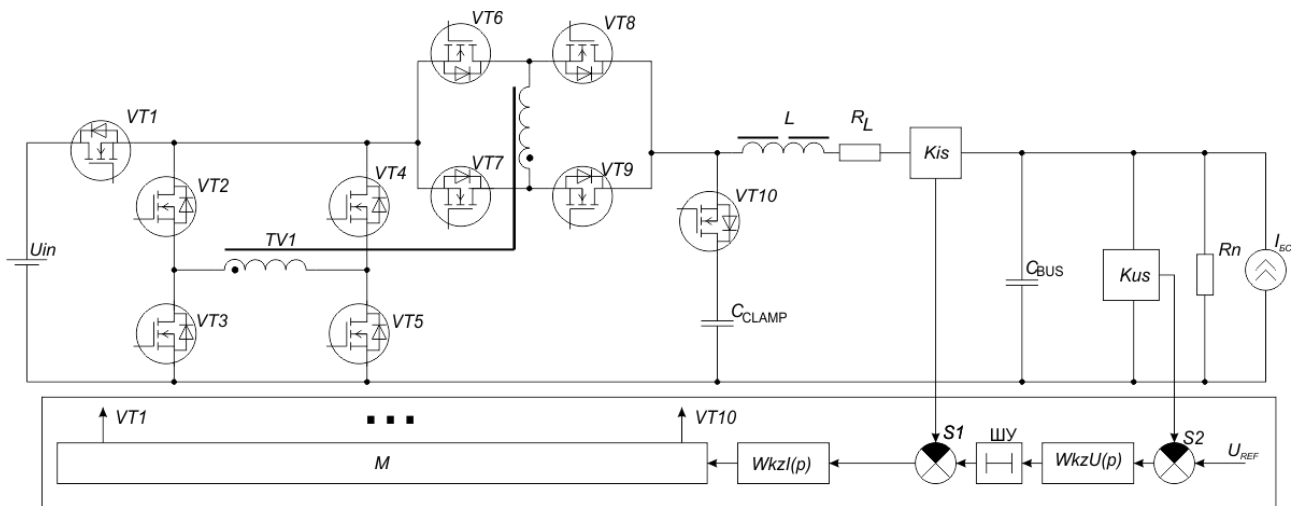 VT6
VT8
VT1
VT2
VT4
VT7
VT9
L
R_L
Kis
VT10
Uin
TV1
VT3
VT5
C_CLAMP
C_BUS
Kus
Rn
I_БС
VT1
...
VT10
M
WkzI(p)
S1
ШУ
WkzU(p)
S2
U_REF